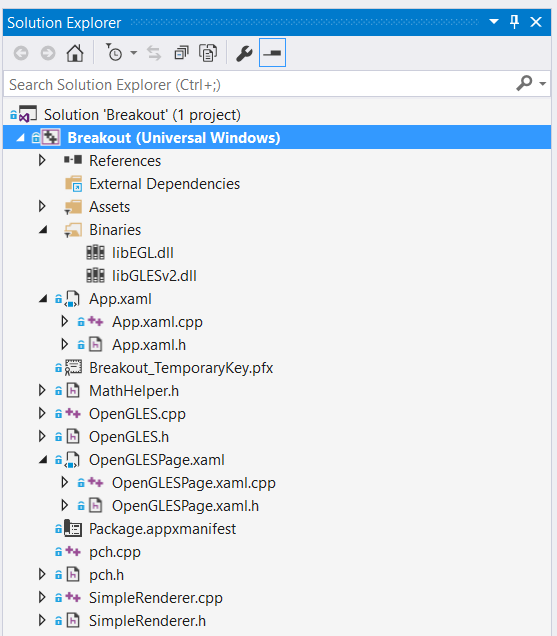 Solution Explorer
Search Solution Explorer (Ctrl+;)
Solution 'Breakout' (1 project)
Breakout (Universal Windows)
References
External Dependencies
Assets
Binaries
libEGL.dll
libGLESv2.dll
App.xaml
App.xaml.cpp
App.xaml.h
Breakout_TemporaryKey.pfx
MathHelper.h
OpenGLES.cpp
OpenGLES.h
OpenGLESPage.xaml
OpenGLESPage.xaml.cpp
OpenGLESPage.xaml.h
Package.appxmanifest
pch.cpp
pch.h
SimpleRenderer.cpp
SimpleRenderer.h